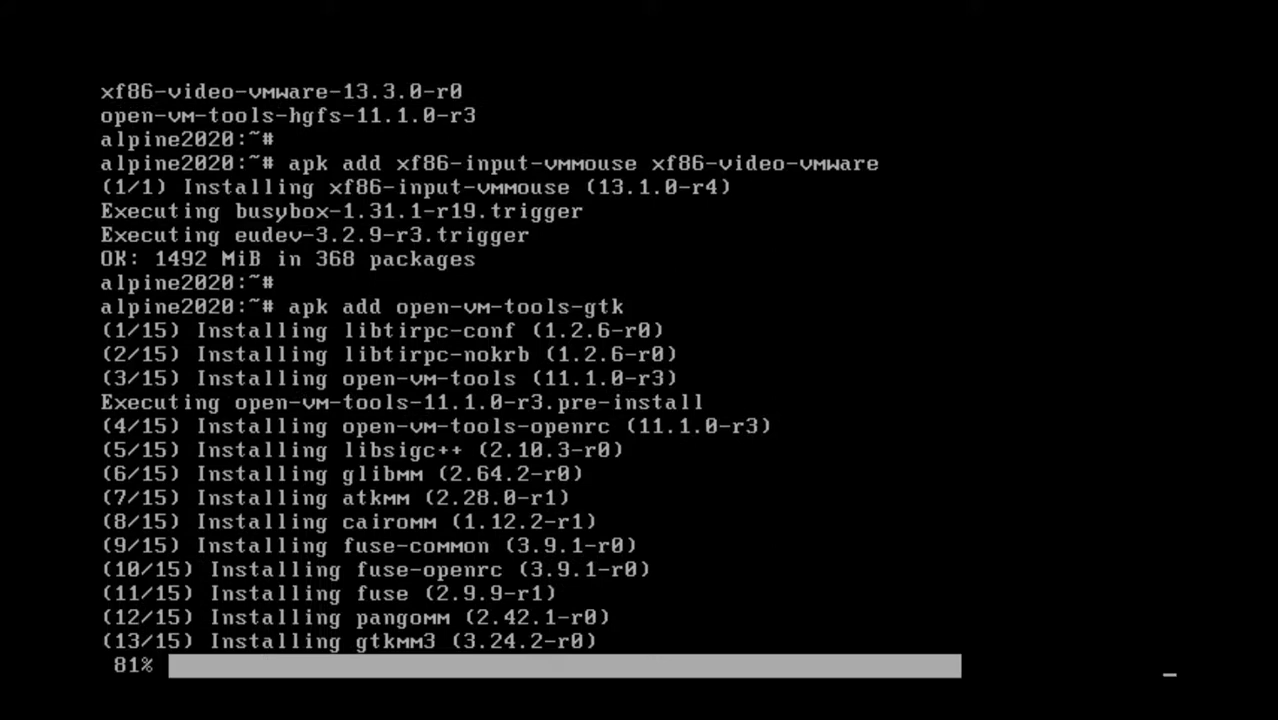 xf86-video-vmware-13.3.0-r0
open-vm-tools-hgfs-11.1.0-r3
alpine2020:~#
alpine2020:~# apk add xf86-input-vmmouse xf86-video-vmware
(1/1) Installing xf86-input-vmmouse (13.1.0-r4)
Executing busybox-1.31.1-r19.trigger
Executing eudev-3.2.9-r3.trigger
OK: 1492 MiB in 368 packages
alpine2020:~#
alpine2020:~# apk add open-vm-tools-gtk
(1/15) Installing libtirpc-conf (1.2.6-r0)
(2/15) Installing libtirpc-nokrb (1.2.6-r0)
(3/15) Installing open-vm-tools (11.1.0-r3)
Executing open-vm-tools-11.1.0-r3.pre-install
(4/15) Installing open-vm-tools-openrc (11.1.0-r3)
(5/15) Installing libsigc++ (2.10.3-r0)
(6/15) Installing glibmm (2.64.2-r0)
(7/15) Installing atkmm (2.28.0-r1)
(8/15) Installing cairomm (1.12.2-r1)
(9/15) Installing fuse-common (3.9.1-r0)
(10/15) Installing fuse-openrc (3.9.1-r0)
(11/15) Installing fuse (2.9.9-r1)
(12/15) Installing pangomm (2.42.1-r0)
(13/15) Installing gtkmm3 (3.24.2-r0)
81%